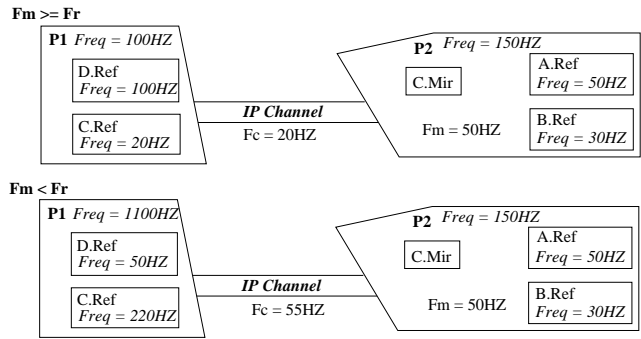 Fm >= Fr
P1 Freq = 100HZ
D.Ref
Freq = 100HZ
C.Ref
Freq = 20HZ
IP Channel
Fc = 20HZ
P2 Freq = 150HZ
C.Mir
Fm = 50HZ
A.Ref
Freq = 50HZ
B.Ref
Freq = 30HZ
Fm < Fr
P1 Freq = 1100HZ
D.Ref
Freq = 50HZ
C.Ref
Freq = 220HZ
IP Channel
Fc = 55HZ
P2 Freq = 150HZ
C.Mir
Fm = 50HZ
A.Ref
Freq = 50HZ
B.Ref
Freq = 30HZ